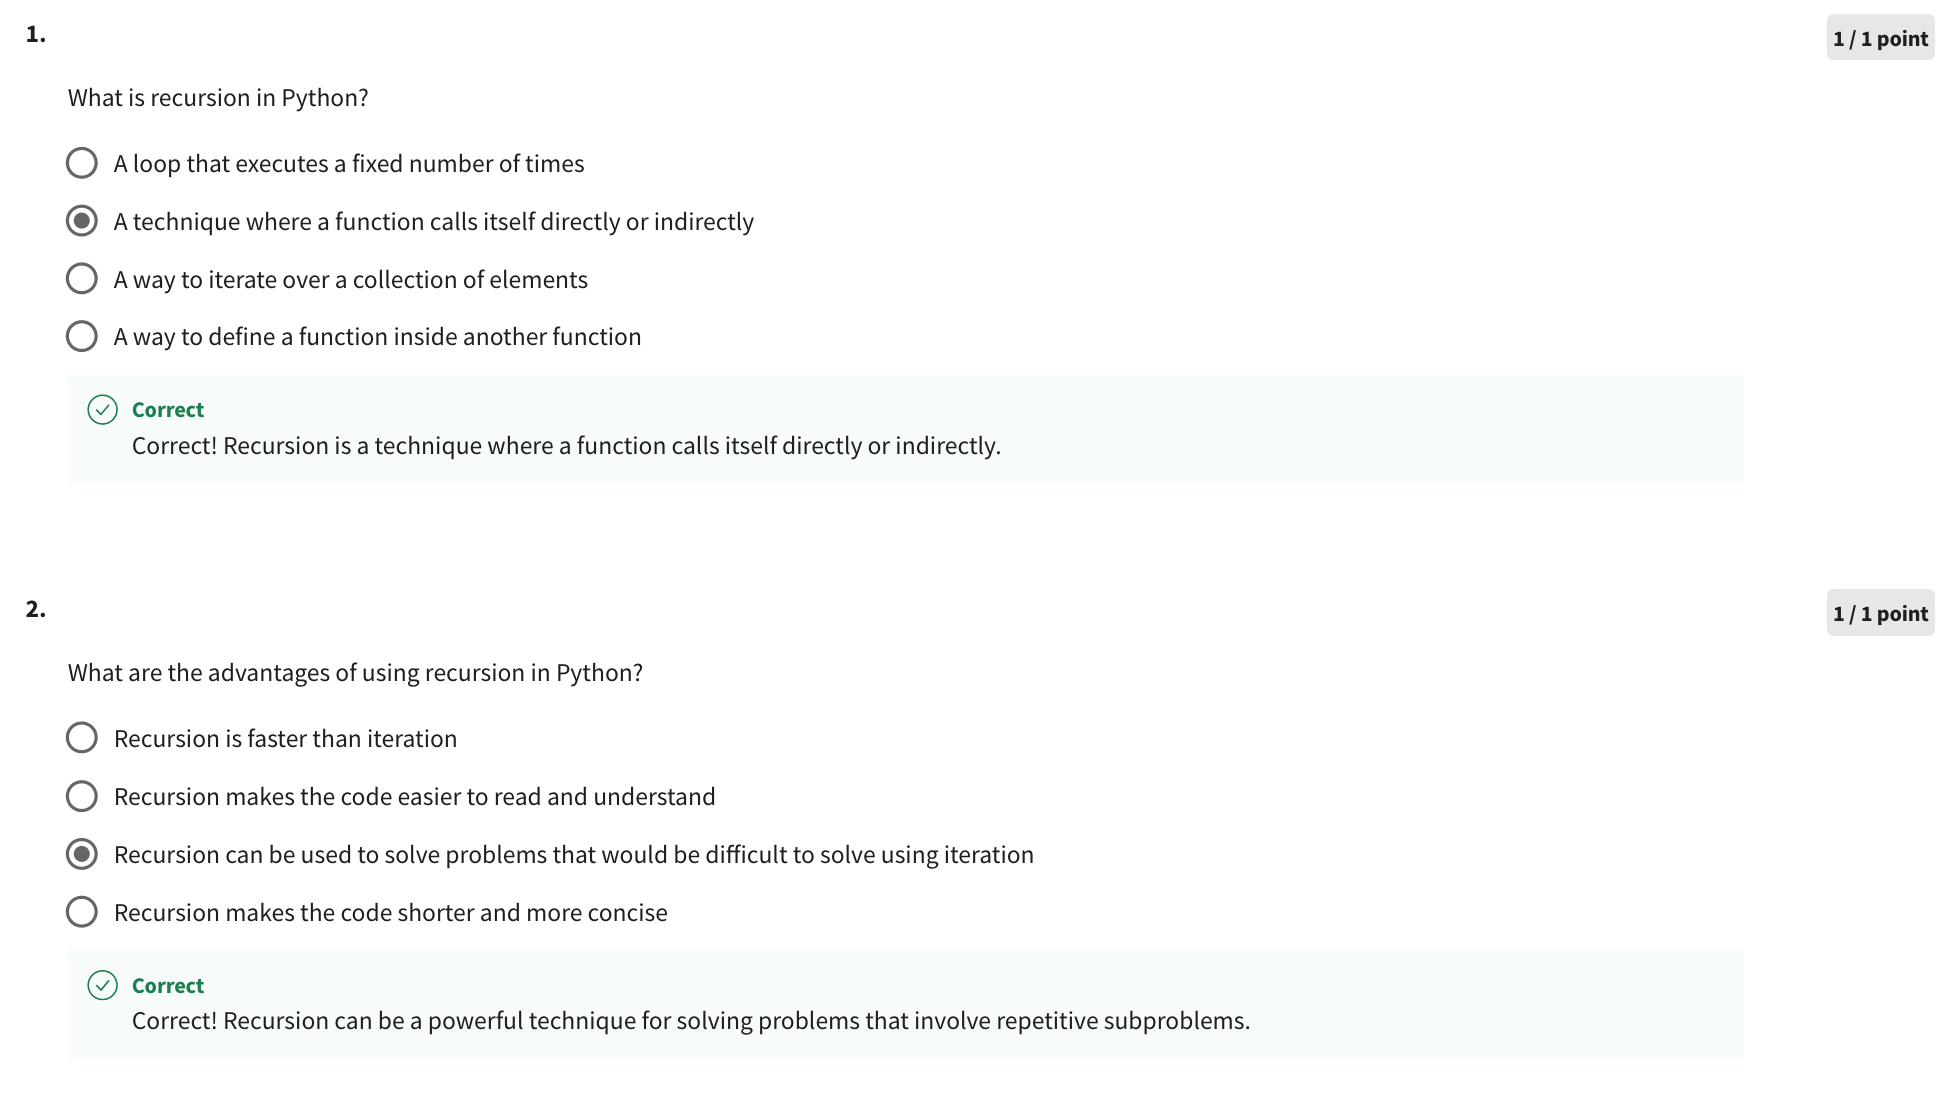 1.
1 / 1 point
What is recursion in Python?
A loop that executes a fixed number of times
A technique where a function calls itself directly or indirectly
A way to iterate over a collection of elements
A way to define a function inside another function
Correct
Correct! Recursion is a technique where a function calls itself directly or indirectly.
2.
1 / 1 point
What are the advantages of using recursion in Python?
Recursion is faster than iteration
Recursion makes the code easier to read and understand
Recursion can be used to solve problems that would be difficult to solve using iteration
Recursion makes the code shorter and more concise
Correct
Correct! Recursion can be a powerful technique for solving problems that involve repetitive subproblems.